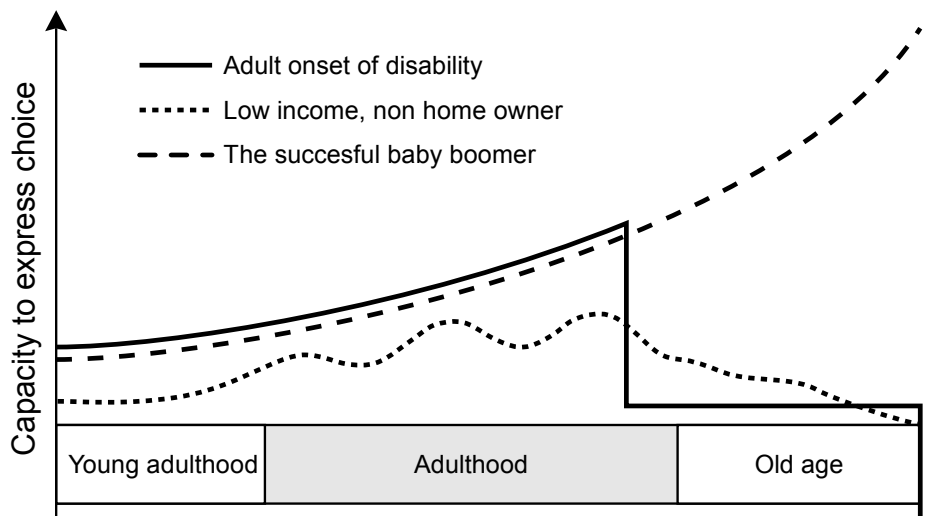 Capacity to express choice
Adult onset of disability
Low income, non home owner
The succesful baby boomer
Young adulthood
Adulthood
Old age